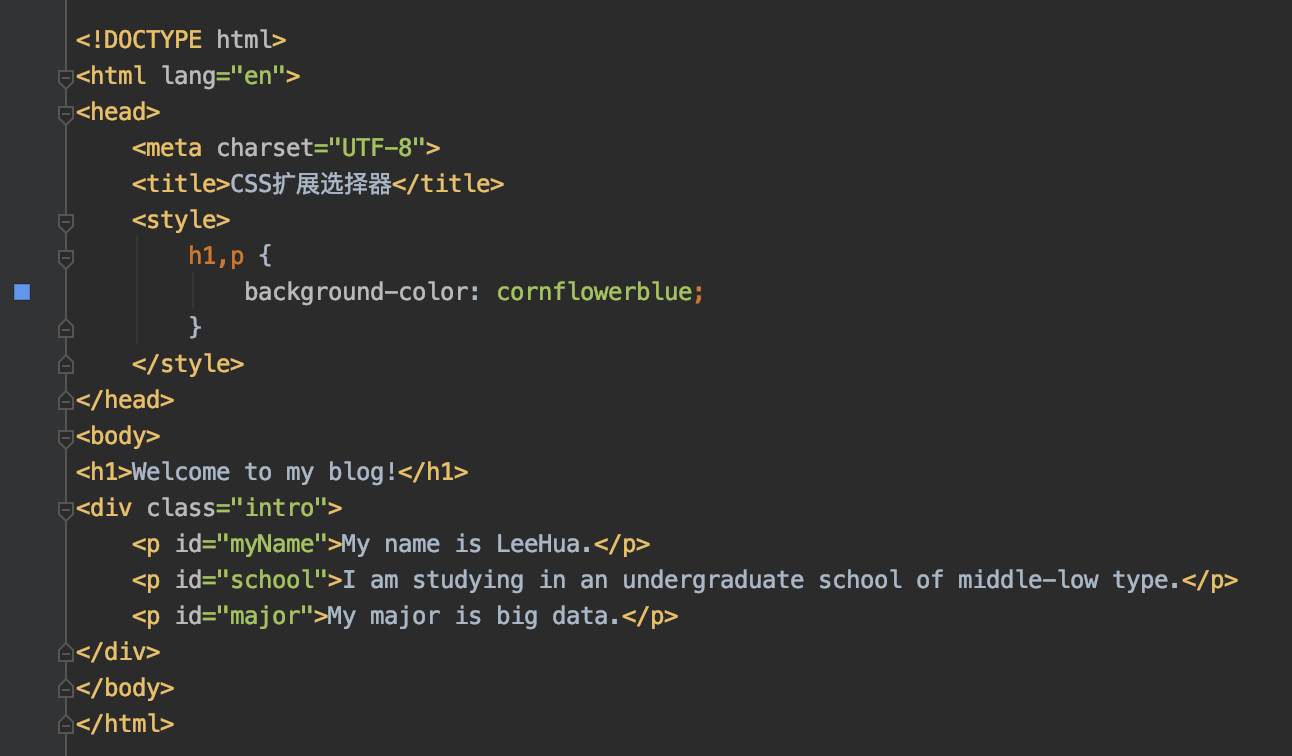 <!DOCTYPE html>
<html lang="en">
<head>
    <meta charset="UTF-8">
    <title>CSS扩展选择器</title>
    <style>
        h1,p {
            background-color: cornflowerblue;
        }
    </style>
</head>
<body>
<h1>Welcome to my blog!</h1>
<div class="intro">
    <p id="myName">My name is LeeHua.</p>
    <p id="school">I am studying in an undergraduate school of middle-low type.</p>
    <p id="major">My major is big data.</p>
</div>
</body>
</html>